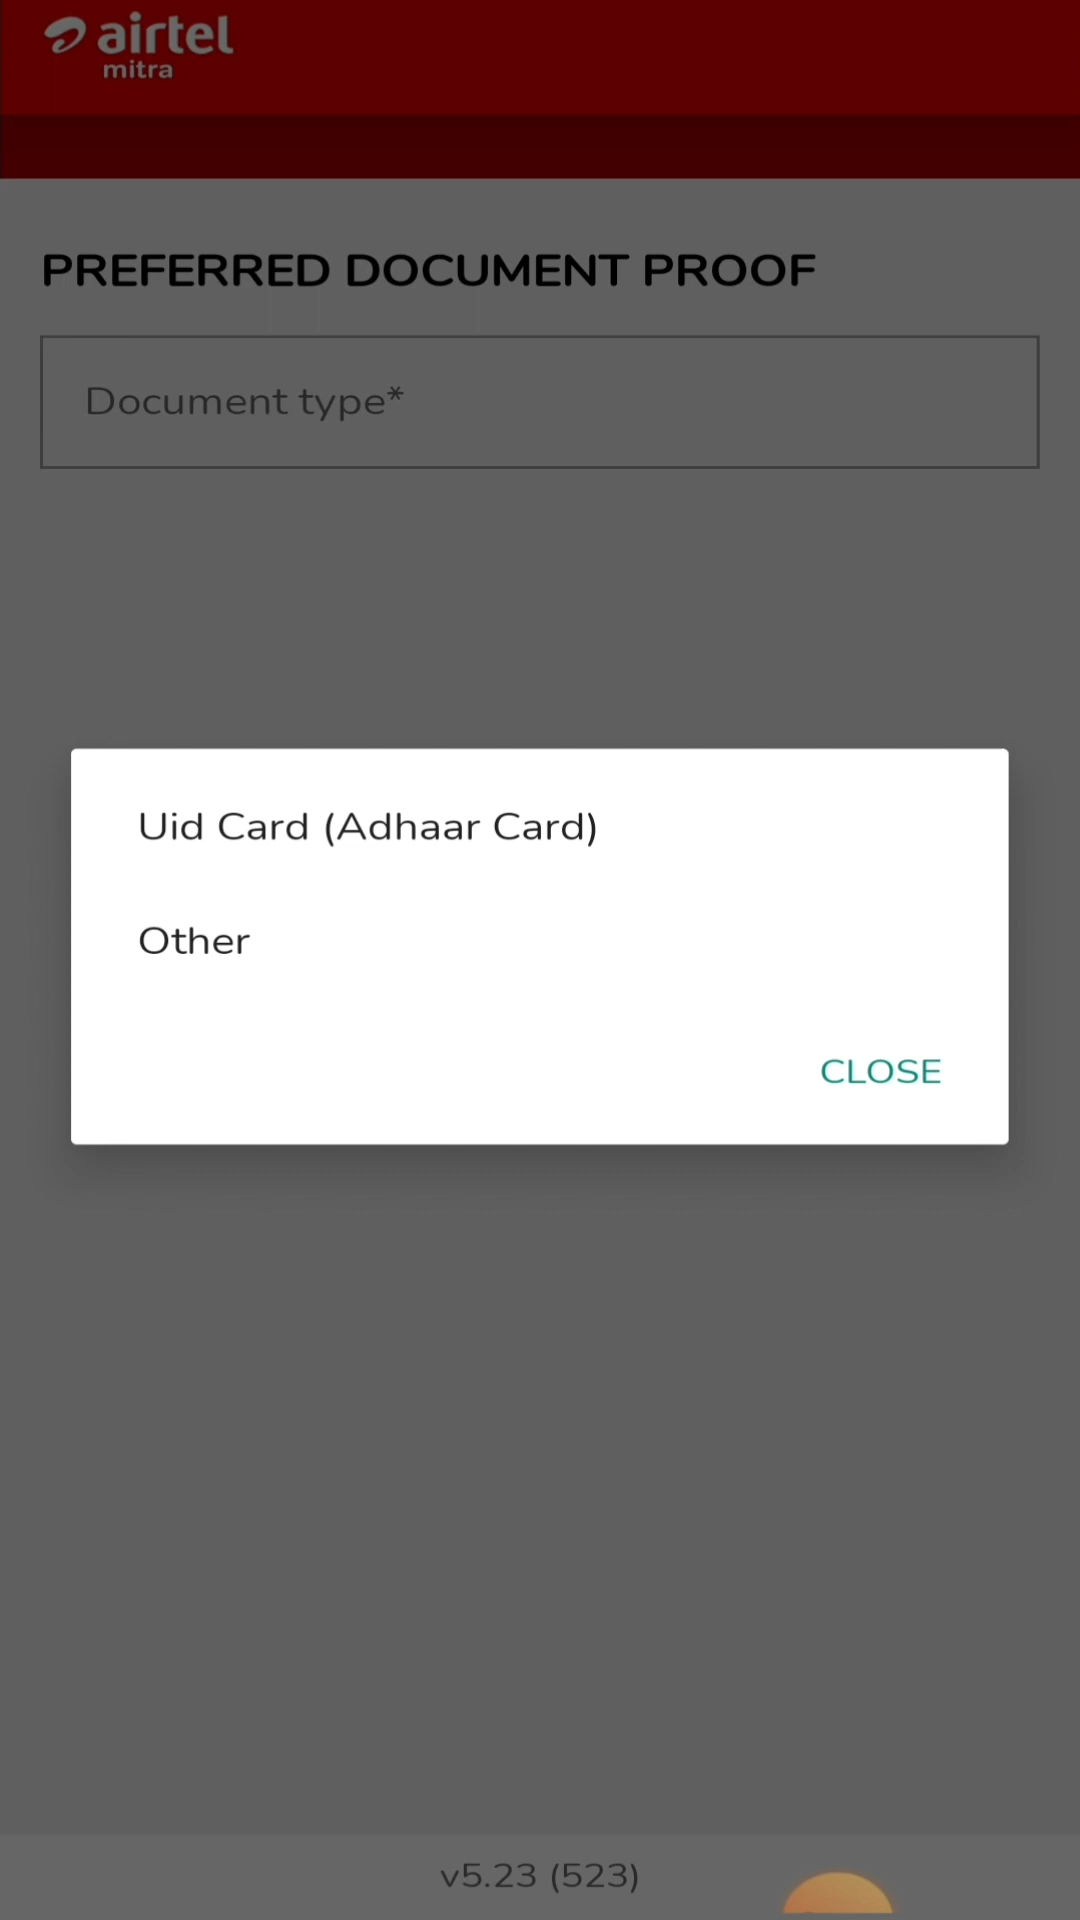 airtel
mitra
PREFERRED DOCUMENT PROOF
Document type*
Uid Card (Adhaar Card)
Other
CLOSE
v5.23 (523)